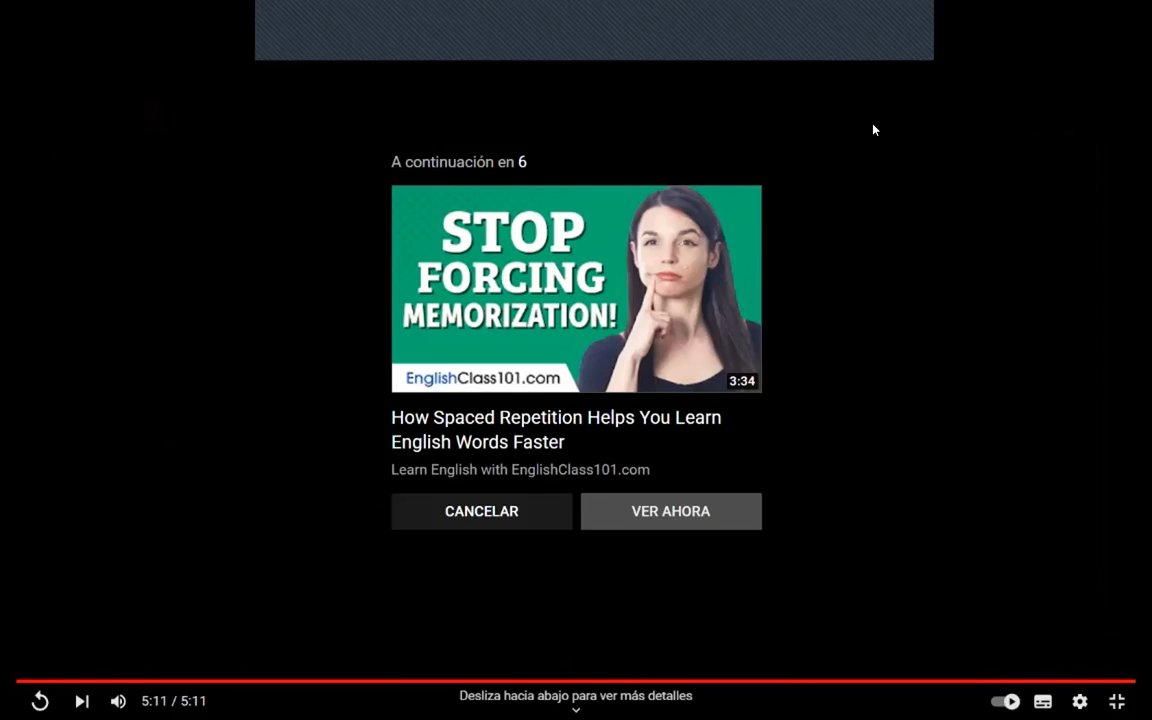 A continuación en 6
STOP
FORCING
MEMORIZATION!
EnglishClass101.com
3:34
How Spaced Repetition Helps You Learn
English Words Faster
Learn English with EnglishClass101.com
CANCELAR
VER AHORA
5:11 / 5:11
Desliza hacia abajo para ver más detalles